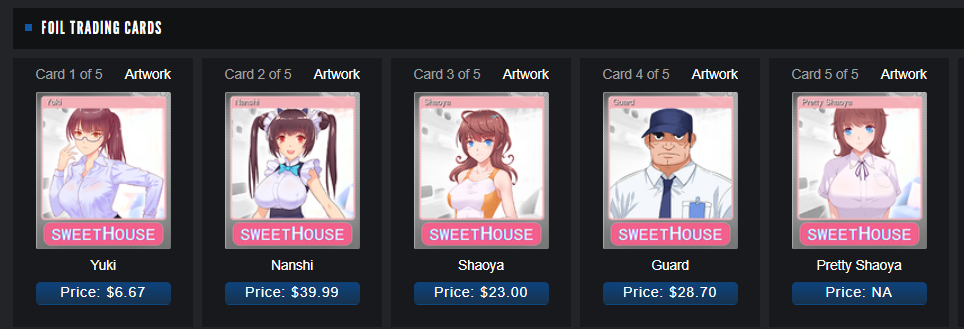 FOIL TRADING CARDS
Card 1 of 5 Artwork
Yuki
SWEETHOUSE
Yuki
Price: $6.67
Card 2 of 5 Artwork
Nanshi
SWEETHOUSE
Nanshi
Price: $39.99
Card 3 of 5 Artwork
Shaoya
SWEETHOUSE
Shaoya
Price: $23.00
Card 4 of 5 Artwork
Guard
SWEETHOUSE
Guard
Price: $28.70
Card 5 of 5 Artwork
Pretty Shaoya
SWEETHOUSE
Pretty Shaoya
Price: NA